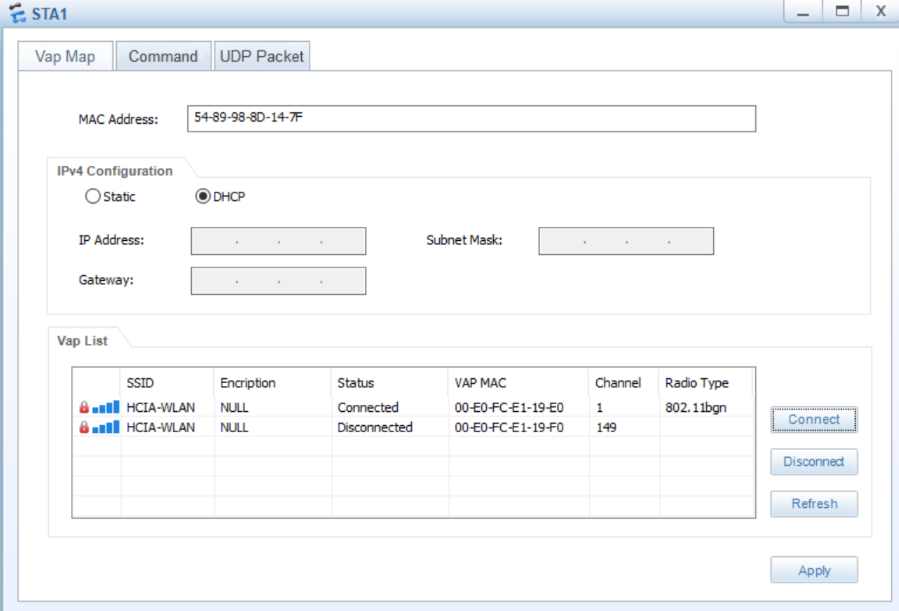 STA1
Vap Map Command UDP Packet
MAC Address: 54-89-98-8D-14-7F
IPv4 Configuration
Static DHCP
IP Address: . . . Subnet Mask: . . .
Gateway: . . .
Vap List
SSID Encription Status VAP MAC Channel Radio Type
HCIA-WLAN NULL Connected 00-E0-FC-E1-19-E0 1 802.11bgn
HCIA-WLAN NULL Disconnected 00-E0-FC-E1-19-F0 149
Connect
Disconnect
Refresh
Apply